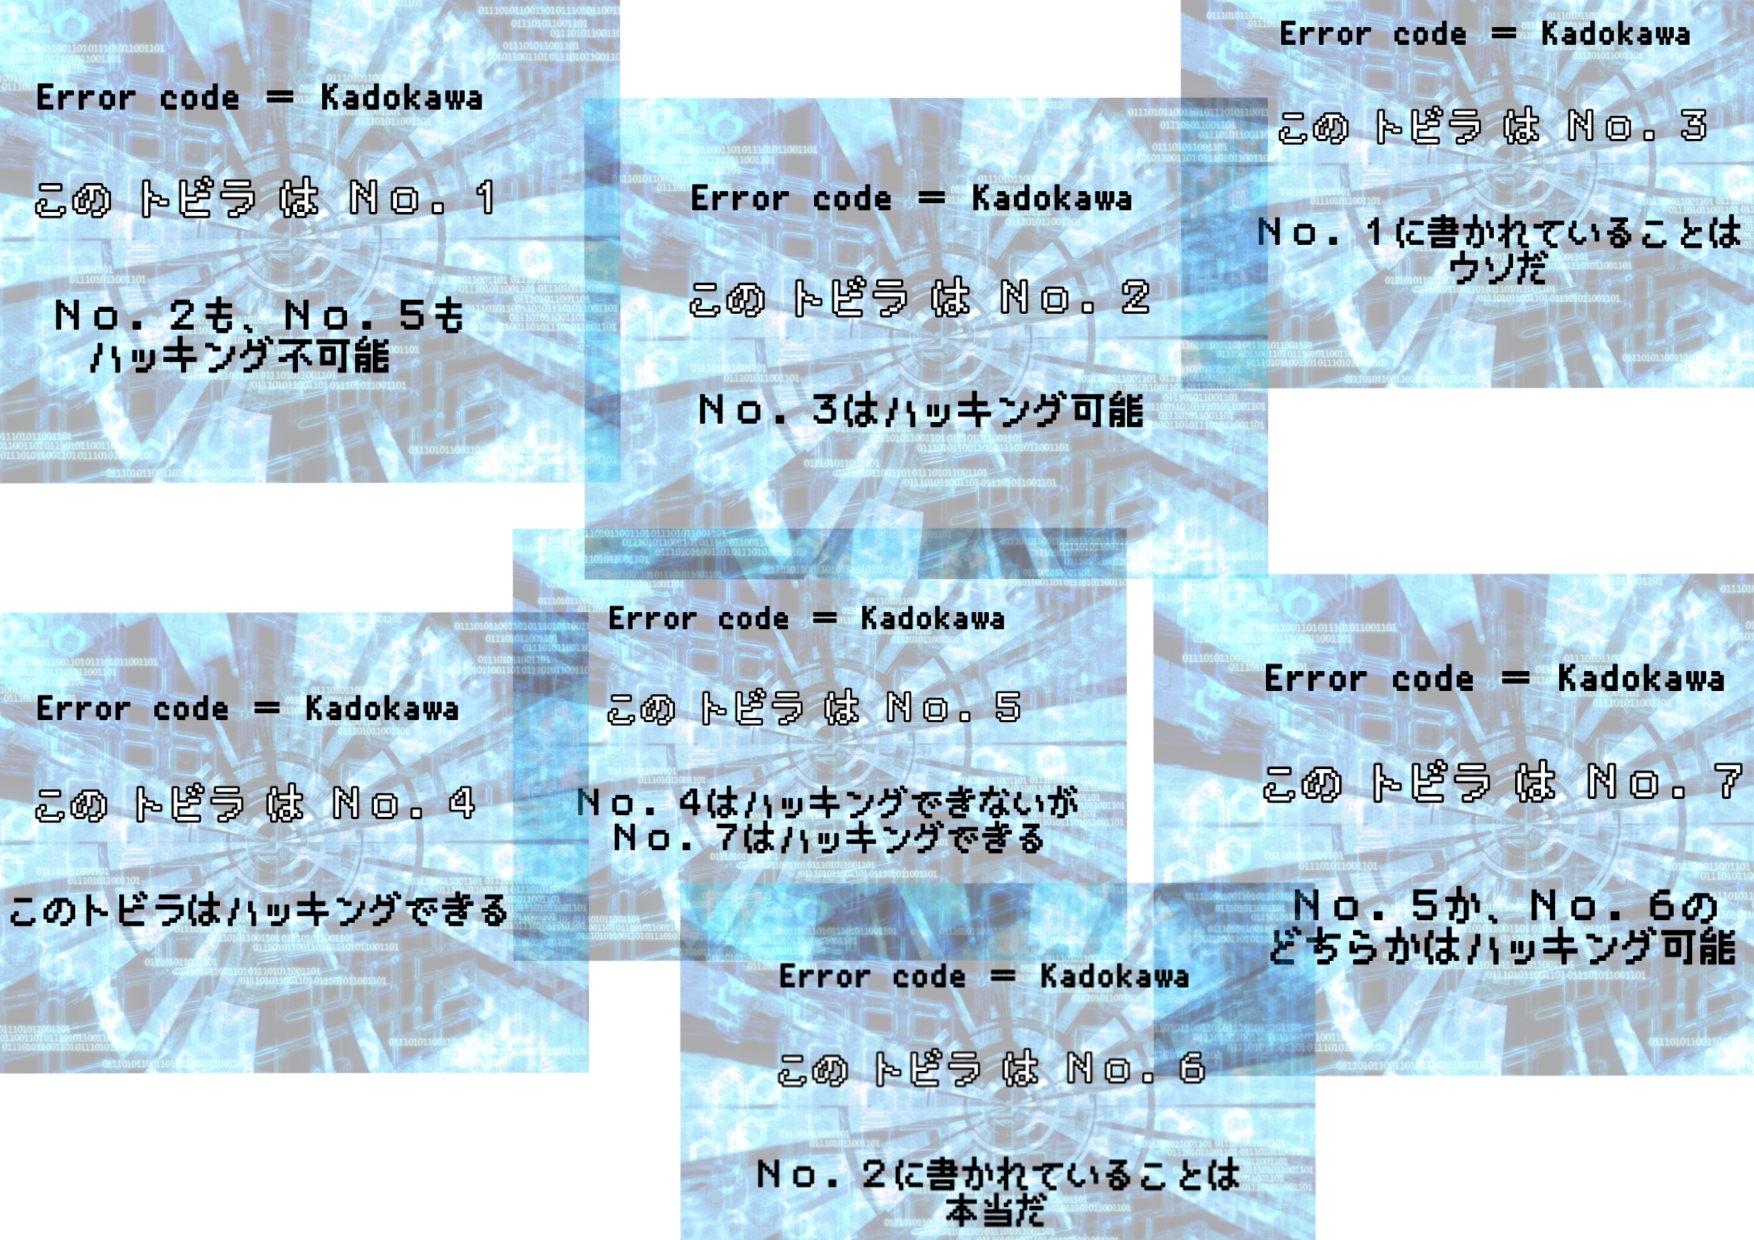 Error code = Kadokawa
この トビラ は No. 1
No. 2も、No. 5も
ハッキング不可能
Error code = Kadokawa
この トビラ は No. 2
No. 3はハッキング可能
Error code = Kadokawa
この トビラ は No. 3
No. 1に書かれていることは
ウソだ
Error code = Kadokawa
この トビラ は No. 4
このトビラはハッキングできる
Error code = Kadokawa
この トビラ は No. 5
No. 4はハッキングできないが
No. 7はハッキングできる
Error code = Kadokawa
この トビラ は No. 6
No. 2に書かれていることは
本当だ
Error code = Kadokawa
この トビラ は No. 7
No. 5か、No. 6の
どちらかはハッキング可能